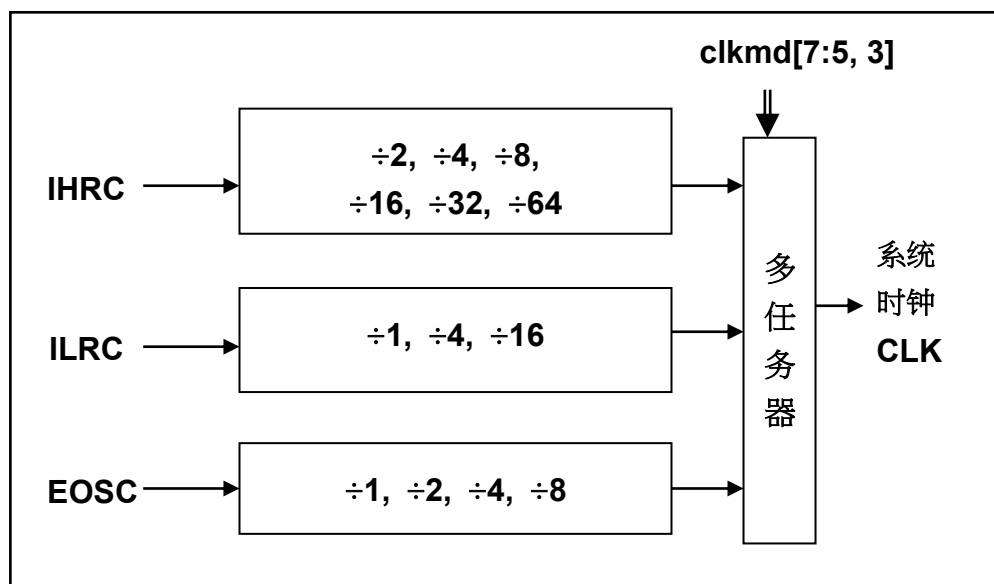 clkmd[7:5, 3]
IHRC
÷2, ÷4, ÷8,
÷16, ÷32, ÷64
ILRC
÷1, ÷4, ÷16
EOSC
÷1, ÷2, ÷4, ÷8
多
任
务
器
系统
时钟
CLK